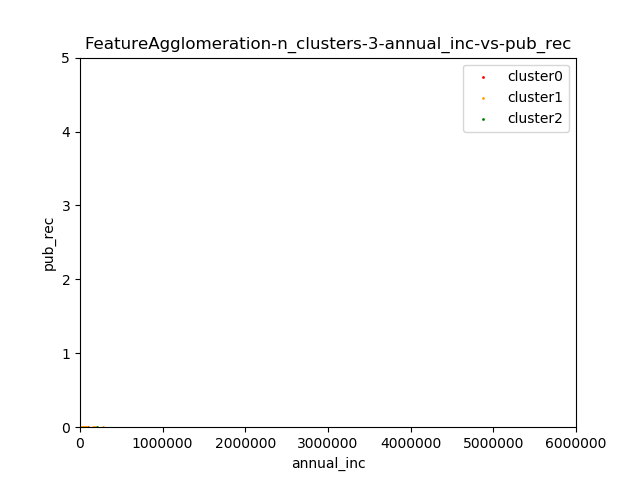 FeatureAgglomeration-n_clusters-3-annual_inc-vs-pub_rec
cluster0
cluster1
cluster2
5
4
3
2
1
0
pub_rec
0 1000000 2000000 3000000 4000000 5000000 6000000
annual_inc